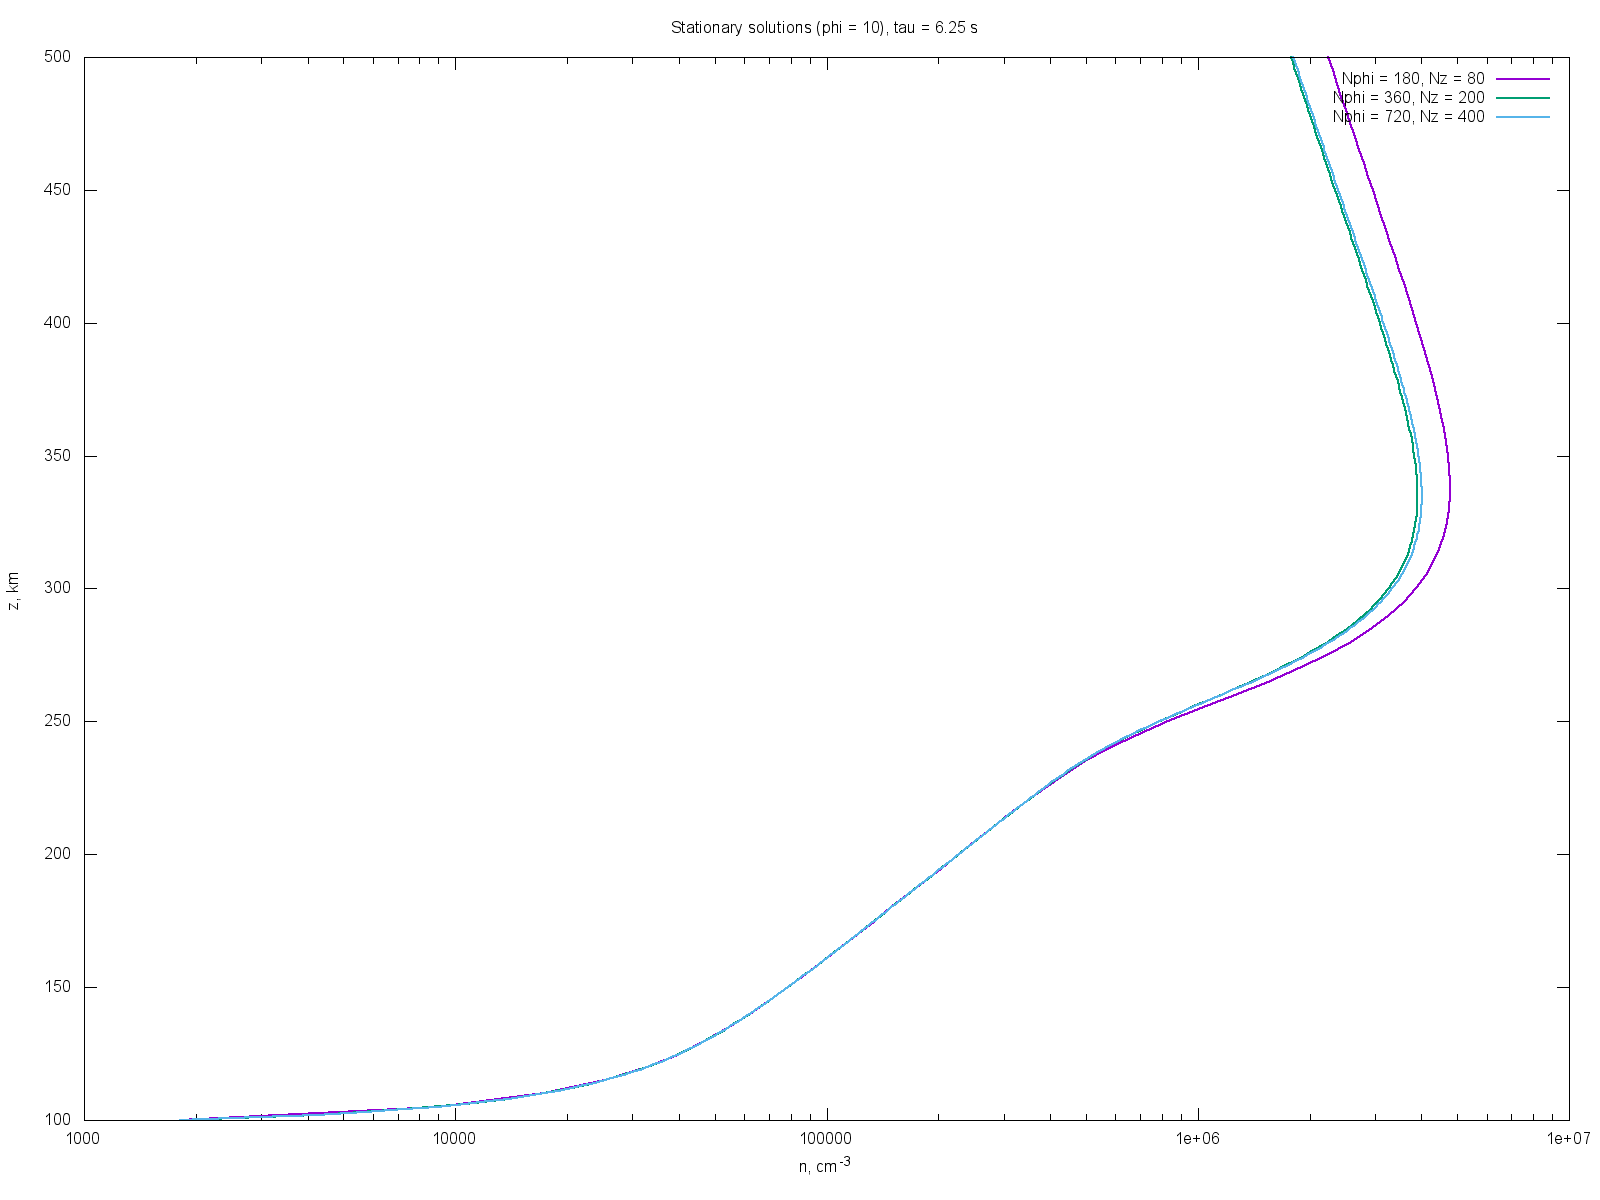 Stationary solutions (phi = 10), tau = 6.25 s
500
450
400
350
300
250
200
150
100
z, km
Nphi = 180, Nz = 80
Nphi = 360, Nz = 200
Nphi = 720, Nz = 400
1000 10000 100000 1e+06 1e+07
n, cm-3